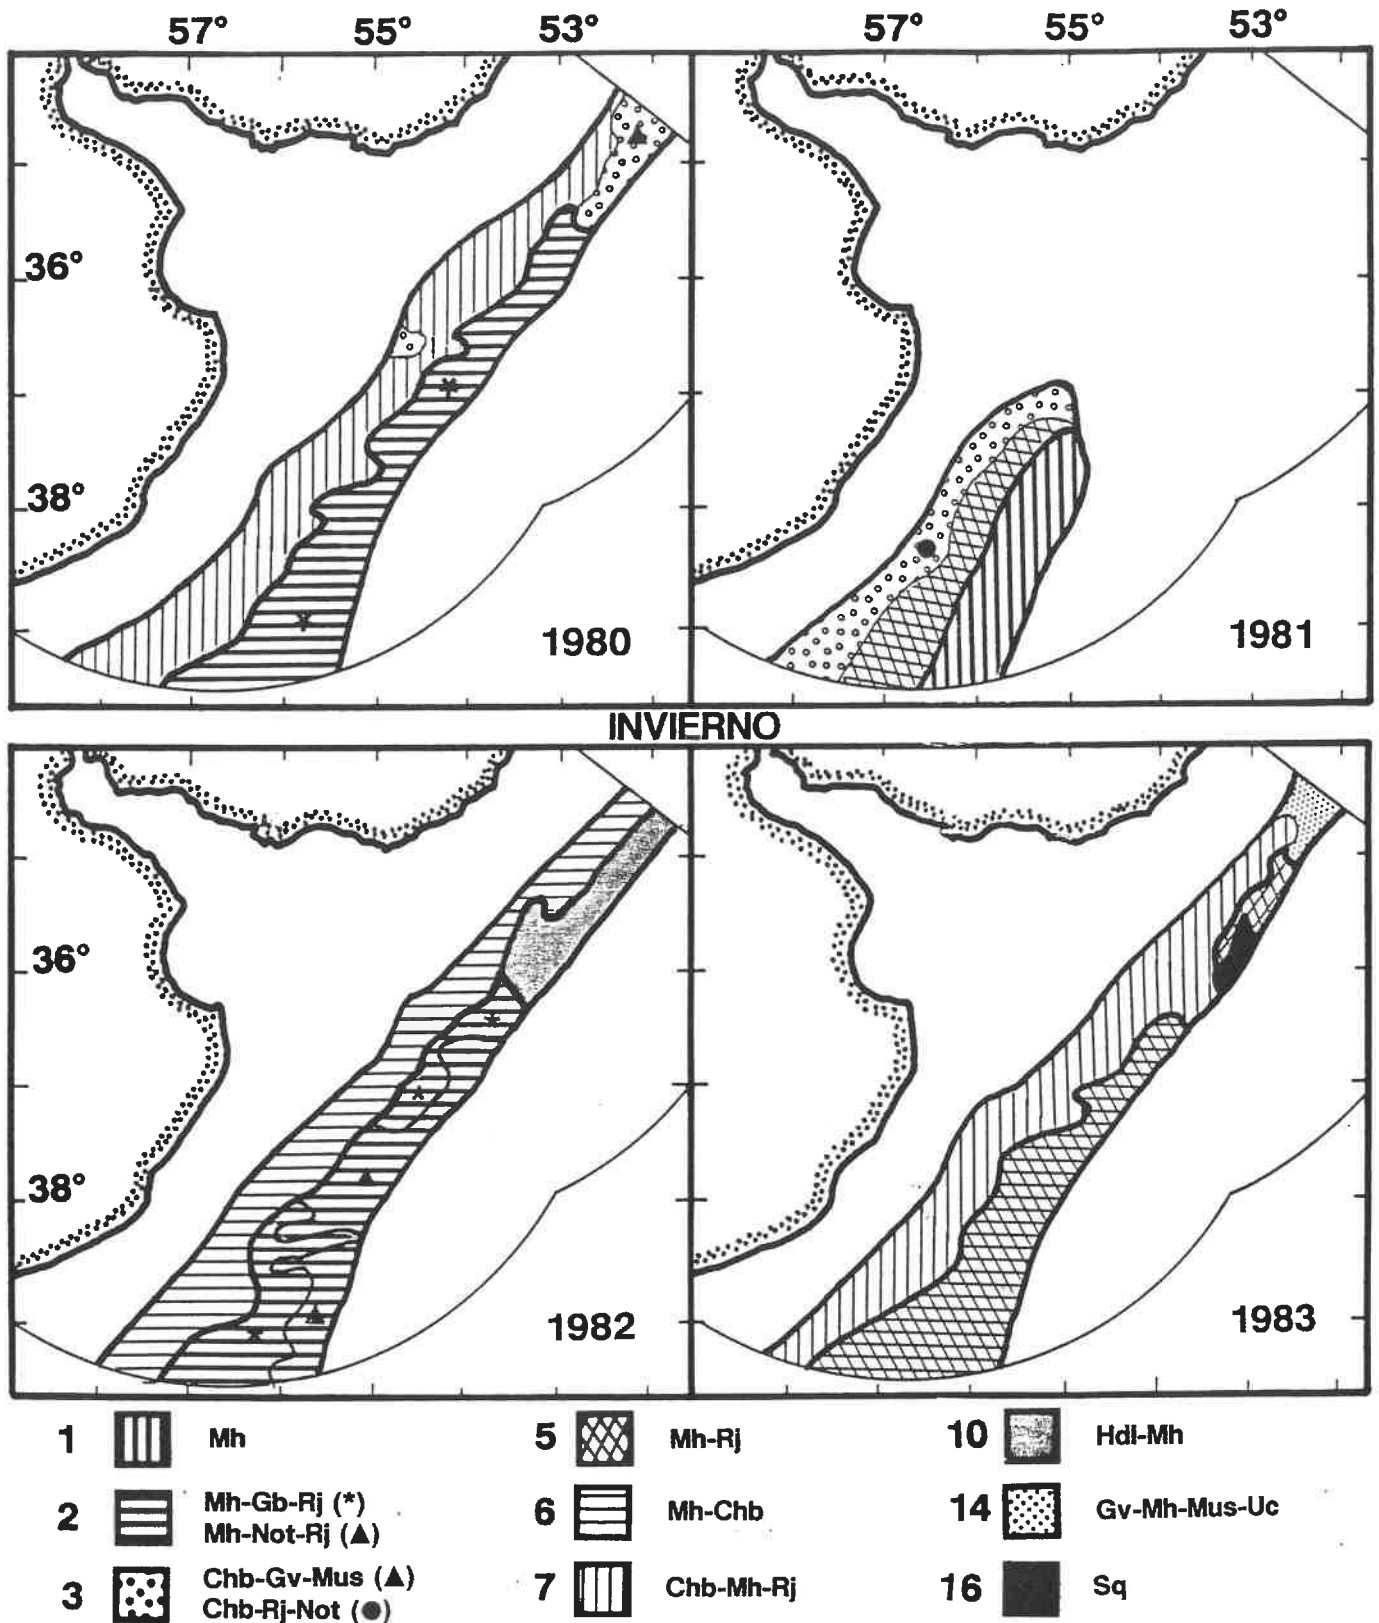 57° 55° 53° 57° 55° 53°
36°
38°
1980 1981
INVIERNO
36°
38°
1982 1983
1 Mh 5 Mh-Rj 10 Hdl-Mh
2 Mh-Gb-Rj (*)
Mh-Not-Rj (▲)
6 Mh-Chb 14 Gv-Mh-Mus-Uc
3 Chb-Gv-Mus (▲)
Chb-Rj-Not (●)
7 Chb-Mh-Rj 16 Sq